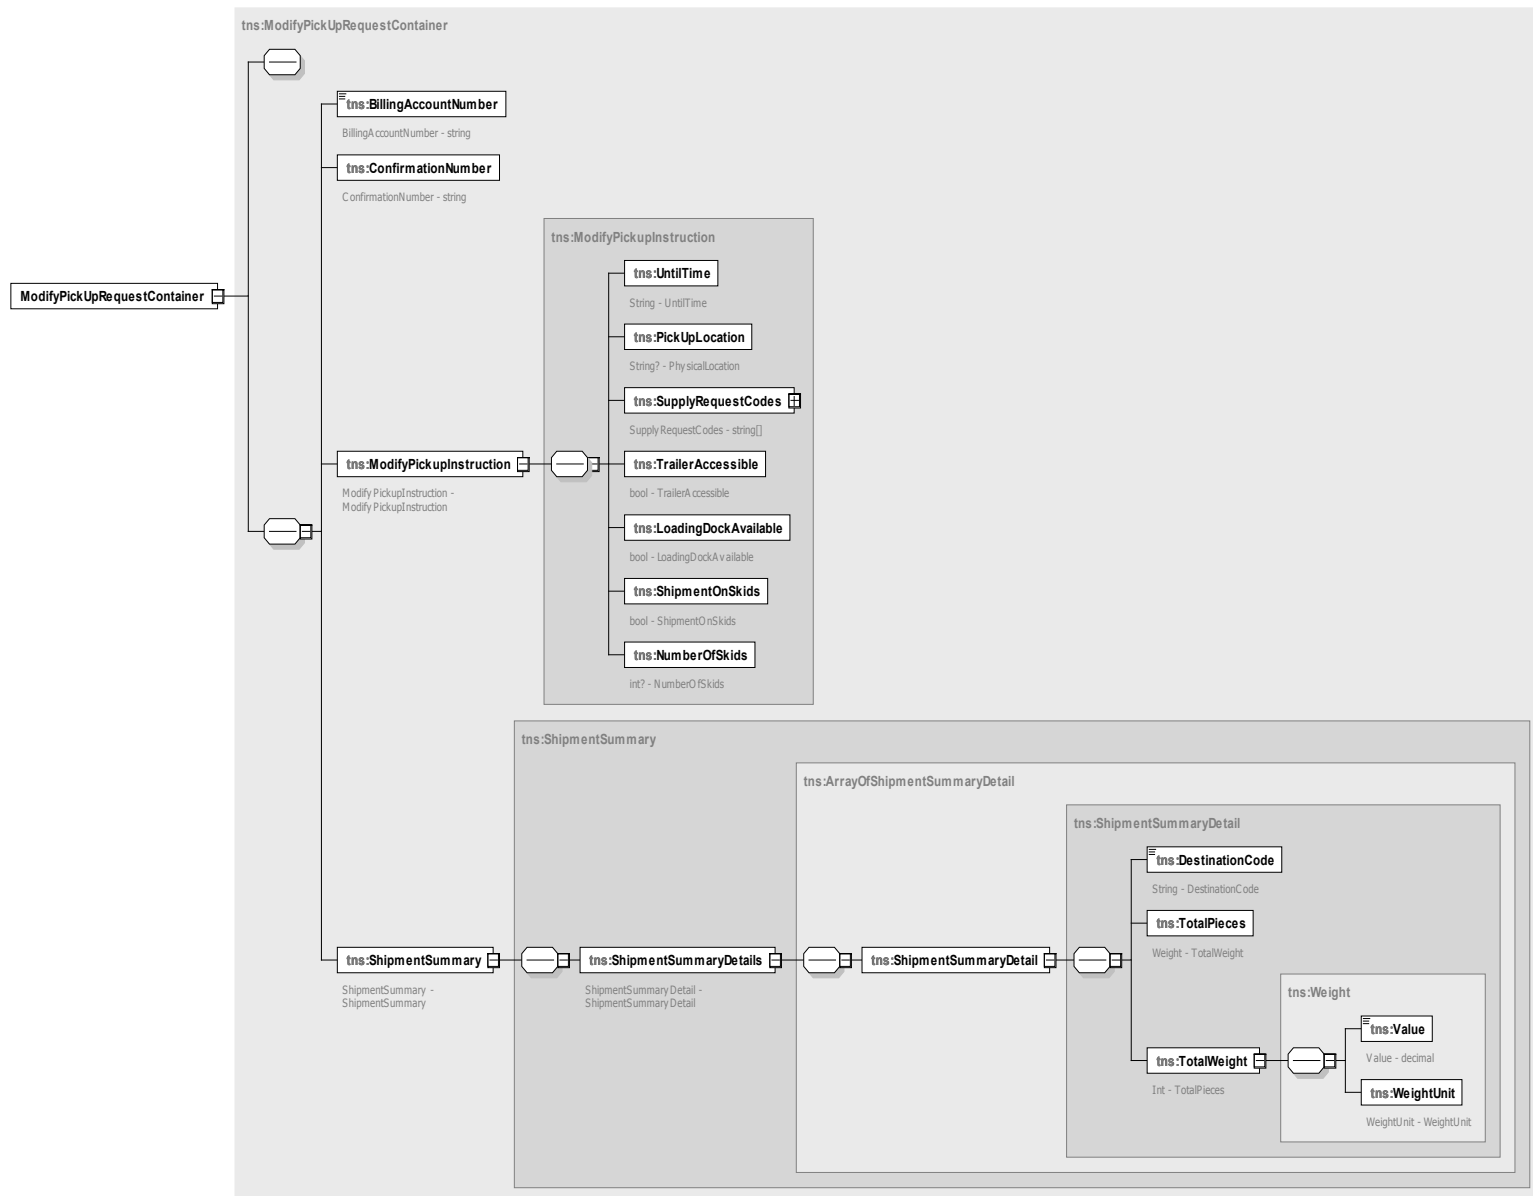 tns:ModifyPickUpRequestContainer
tns:BillingAccountNumber
BillingAccountNumber - string
tns:ConfirmationNumber
ConfirmationNumber - string
tns:ModifyPickupInstruction
tns:UntilTime
String - UntilTime
ModifyPickUpRequestContainer
tns:PickUpLocation
String? - PhysicalLocation
tns:SupplyRequestCodes
SupplyRequestCodes - string[]
tns:ModifyPickupInstruction
ModifyPickupInstruction -
ModifyPickupInstruction
tns:TrailerAccessible
bool - TrailerAccessible
tns:LoadingDockAvailable
bool - LoadingDockAvailable
tns:ShipmentOnSkids
bool - ShipmentOnSkids
tns:NumberOfSkids
int? - NumberOfSkids
tns:ShipmentSummary
tns:ArrayOfShipmentSummaryDetail
tns:ShipmentSummaryDetail
tns:DestinationCode
String - DestinationCode
tns:TotalPieces
Weight - TotalWeight
tns:ShipmentSummary
ShipmentSummary -
ShipmentSummary
tns:ShipmentSummaryDetails
ShipmentSummaryDetail -
ShipmentSummaryDetail
tns:ShipmentSummaryDetail
tns:Weight
tns:Value
Value - decimal
tns:TotalWeight
Int - TotalPieces
tns:WeightUnit
WeightUnit - WeightUnit